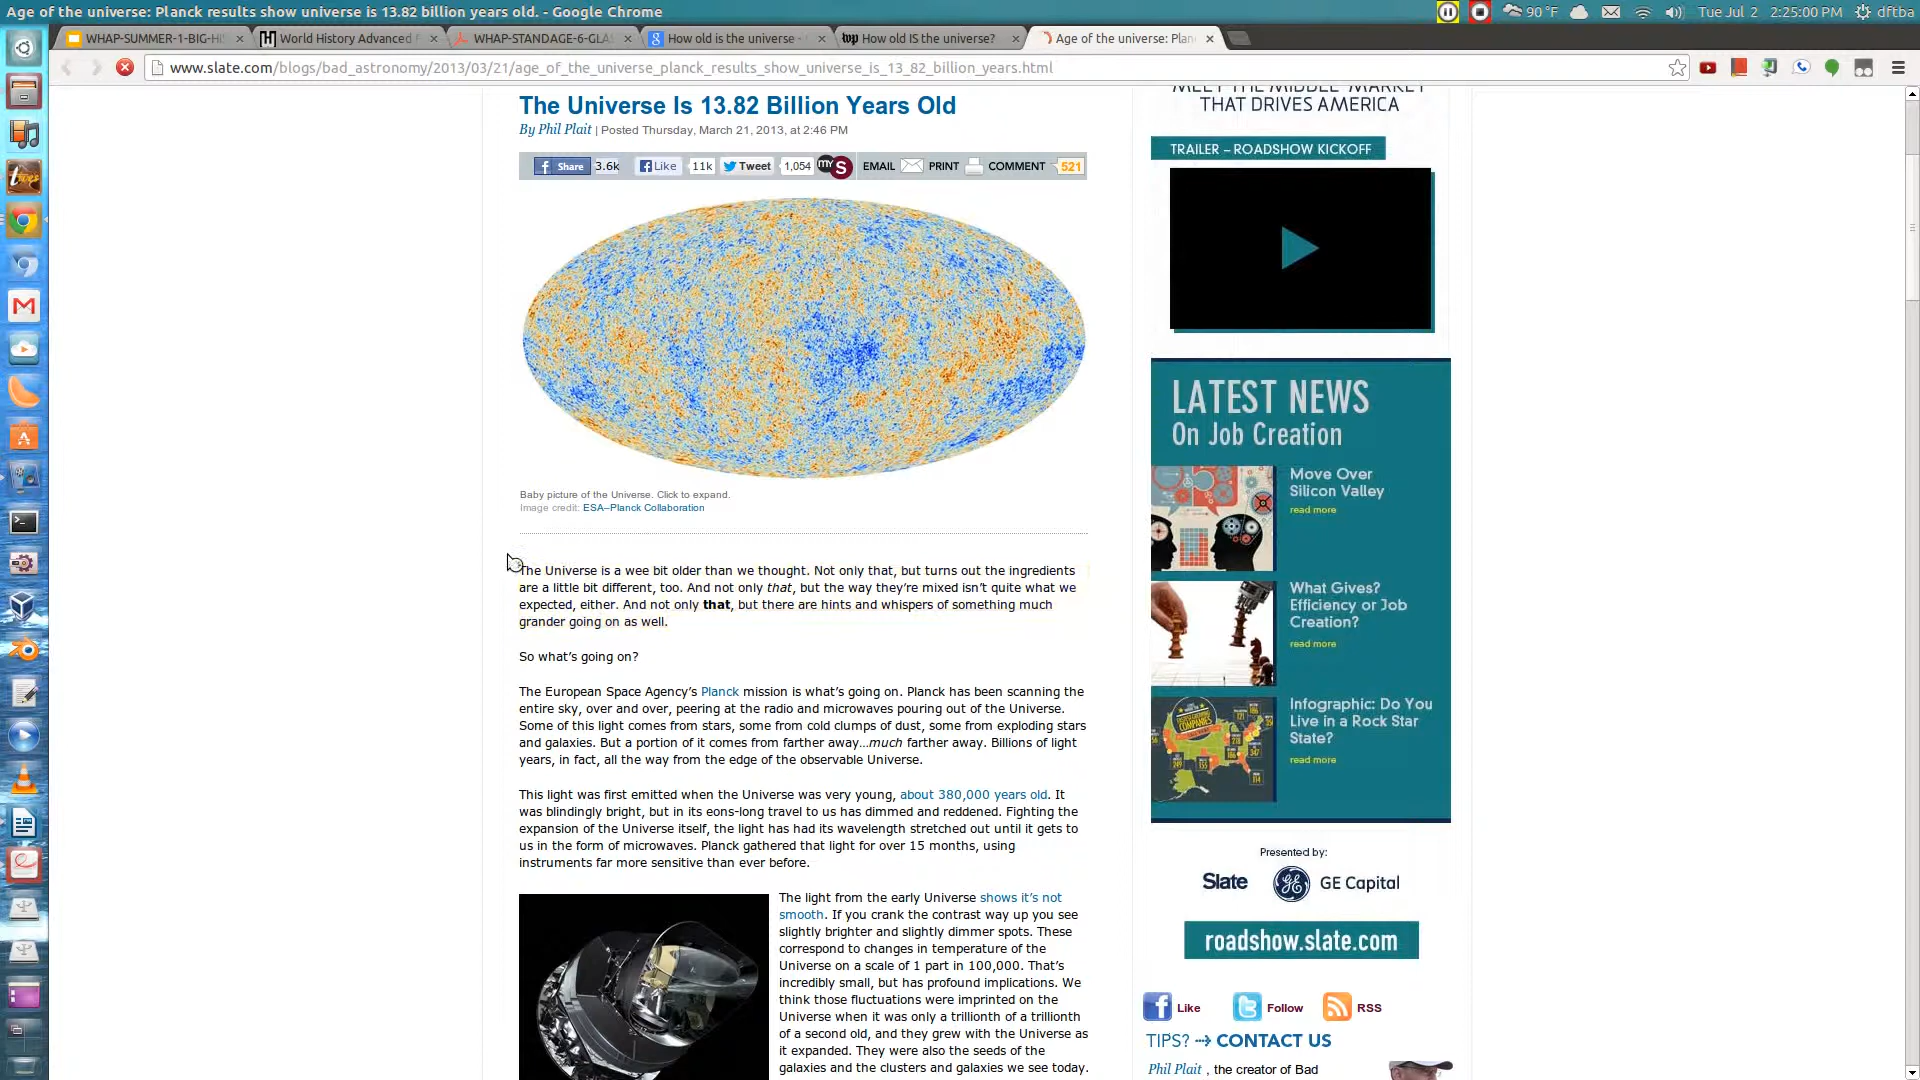 Age of the universe: Planck results show universe is 13.82 billion years old. - Google Chrome
90 °F
Tue Jul 2
2:25:00 PM
dftba
WHAP-SUMMER-1-BIG-HI
World History Advanced
WHAP-STANDAGE-6-GLA
How old is the universe -
How old IS the universe?
Age of the universe: Plan
www.slate.com/blogs/bad_astronomy/2013/03/21/age_of_the_universe_planck_results_show_universe_is_13_82_billion_years.html
The Universe Is 13.82 Billion Years Old
By Phil Plait | Posted Thursday, March 21, 2013, at 2:46 PM
Share 3.6k Like 11k Tweet 1,054 my S EMAIL PRINT COMMENT 521
Baby picture of the Universe. Click to expand.
Image credit: ESA–Planck Collaboration
The Universe is a wee bit older than we thought. Not only that, but turns out the ingredients
are a little bit different, too. And not only that, but the way they're mixed isn't quite what we
expected, either. And not only that, but there are hints and whispers of something much
grander going on as well.
So what's going on?
The European Space Agency's Planck mission is what's going on. Planck has been scanning the
entire sky, over and over, peering at the radio and microwaves pouring out of the Universe.
Some of this light comes from stars, some from cold clumps of dust, some from exploding stars
and galaxies. But a portion of it comes from farther away…much farther away. Billions of light
years, in fact, all the way from the edge of the observable Universe.
This light was first emitted when the Universe was very young, about 380,000 years old. It
was blindingly bright, but in its eons-long travel to us has dimmed and reddened. Fighting the
expansion of the Universe itself, the light has had its wavelength stretched out until it gets to
us in the form of microwaves. Planck gathered that light for over 15 months, using
instruments far more sensitive than ever before.
The light from the early Universe shows it's not
smooth. If you crank the contrast way up you see
slightly brighter and slightly dimmer spots. These
correspond to changes in temperature of the
Universe on a scale of 1 part in 100,000. That's
incredibly small, but has profound implications. We
think those fluctuations were imprinted on the
Universe when it was only a trillionth of a trillionth
of a second old, and they grew with the Universe as
it expanded. They were also the seeds of the
galaxies and the clusters and galaxies we see today.
MEET THE MIDDLE MARKET
THAT DRIVES AMERICA
TRAILER – ROADSHOW KICKOFF
LATEST NEWS
On Job Creation
Move Over
Silicon Valley
read more
What Gives?
Efficiency or Job
Creation?
read more
Infographic: Do You
Live in a Rock Star
State?
read more
Presented by:
Slate GE Capital
roadshow.slate.com
Like Follow RSS
TIPS? ⇢ CONTACT US
Phil Plait , the creator of Bad